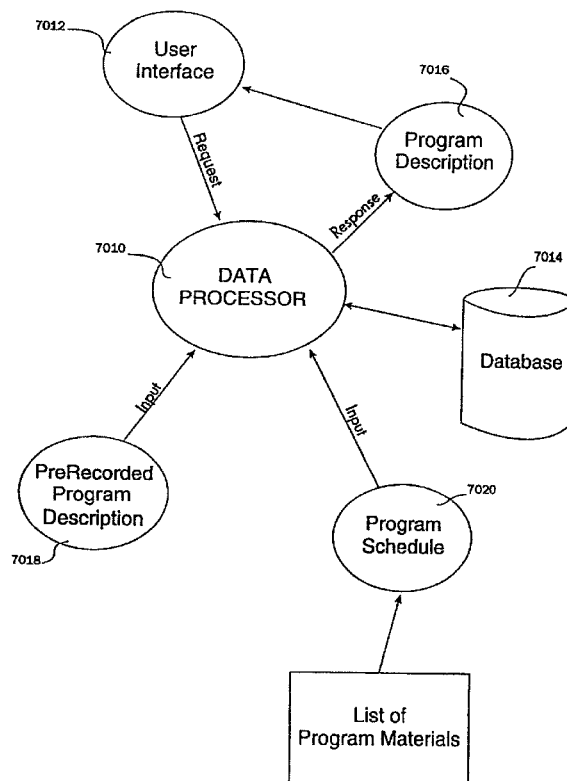 7012
User
Interface
7016
Program
Description
Request
Response
7010
DATA
PROCESSOR
7014
Database
Input
Input
PreRecorded
Program
Description
7018
7020
Program
Schedule
List of
Program Materials